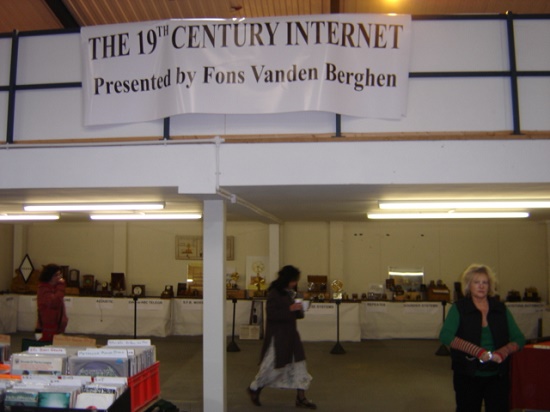 THE 19TH CENTURY INTERNET
Presented by Fons Vanden Berghen